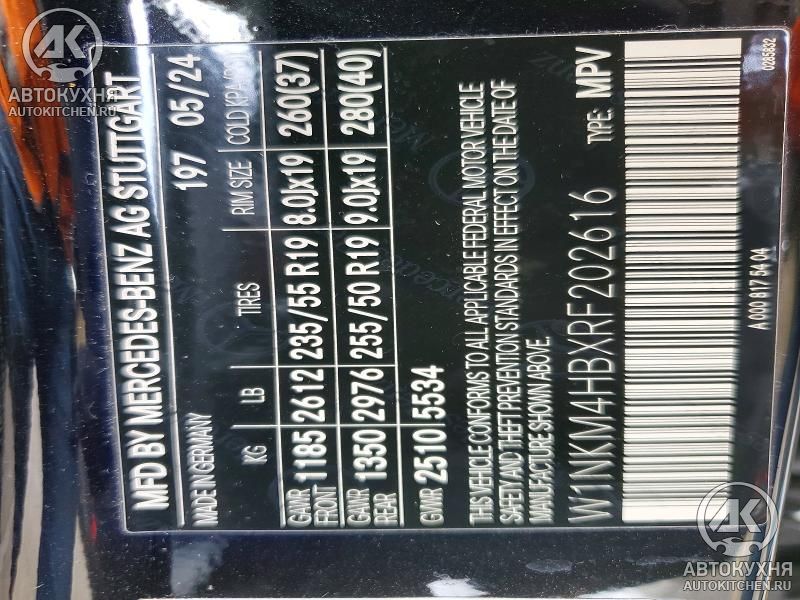 MFD BY MERCEDES-BENZ AG STUTTGART
MADE IN GERMANY 197 05/24
KG LB TIRES RIM SIZE COLD KPA/
GAWR FRONT 1185 2612 235/55 R19 8.0Jx19 260(37)
GAWR REAR 1350 2976 255/50 R19 9.0Jx19 280(40)
GVWR 2510 5534
THIS VEHICLE CONFORMS TO ALL APPLICABLE FEDERAL MOTOR VEHICLE
SAFETY AND THEFT PREVENTION STANDARDS IN EFFECT ON THE DATE OF
MANUFACTURE SHOWN ABOVE.
W1NKM4HBXRF202616 TYPE: MPV
A 000 817 54 04 0285832
АК
АВТОКУХНЯ
AUTOKITCHEN.RU
АК
АВТОКУХНЯ
AUTOKITCHEN.RU